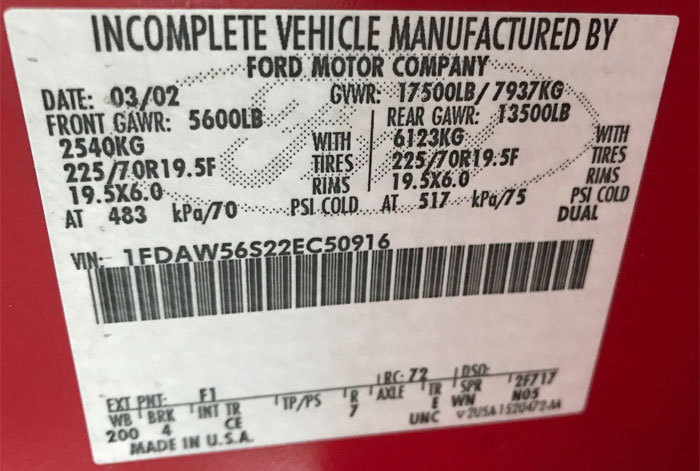 INCOMPLETE VEHICLE MANUFACTURED BY
FORD MOTOR COMPANY
DATE: 03/02 GVWR: 17500LB/ 7937KG
FRONT GAWR: 5600LB REAR GAWR: 13500LB
2540KG WITH 6123KG WITH
225/70R19.5F TIRES 225/70R19.5F TIRES
19.5X6.0 RIMS 19.5X6.0 RIMS
AT 483 kPa/70 PSI COLD AT 517 kPa/75 PSI COLD
DUAL
VIN: 1FDAW56S22EC50916
EXT PNT: F1 RC: 72 DSO: 2F717
WB BRK INT TR TP/PS R AXLE TR SPR N05
200 4 CE 7 E WN
UNC 2U5A-1520472-AA
MADE IN U.S.A.